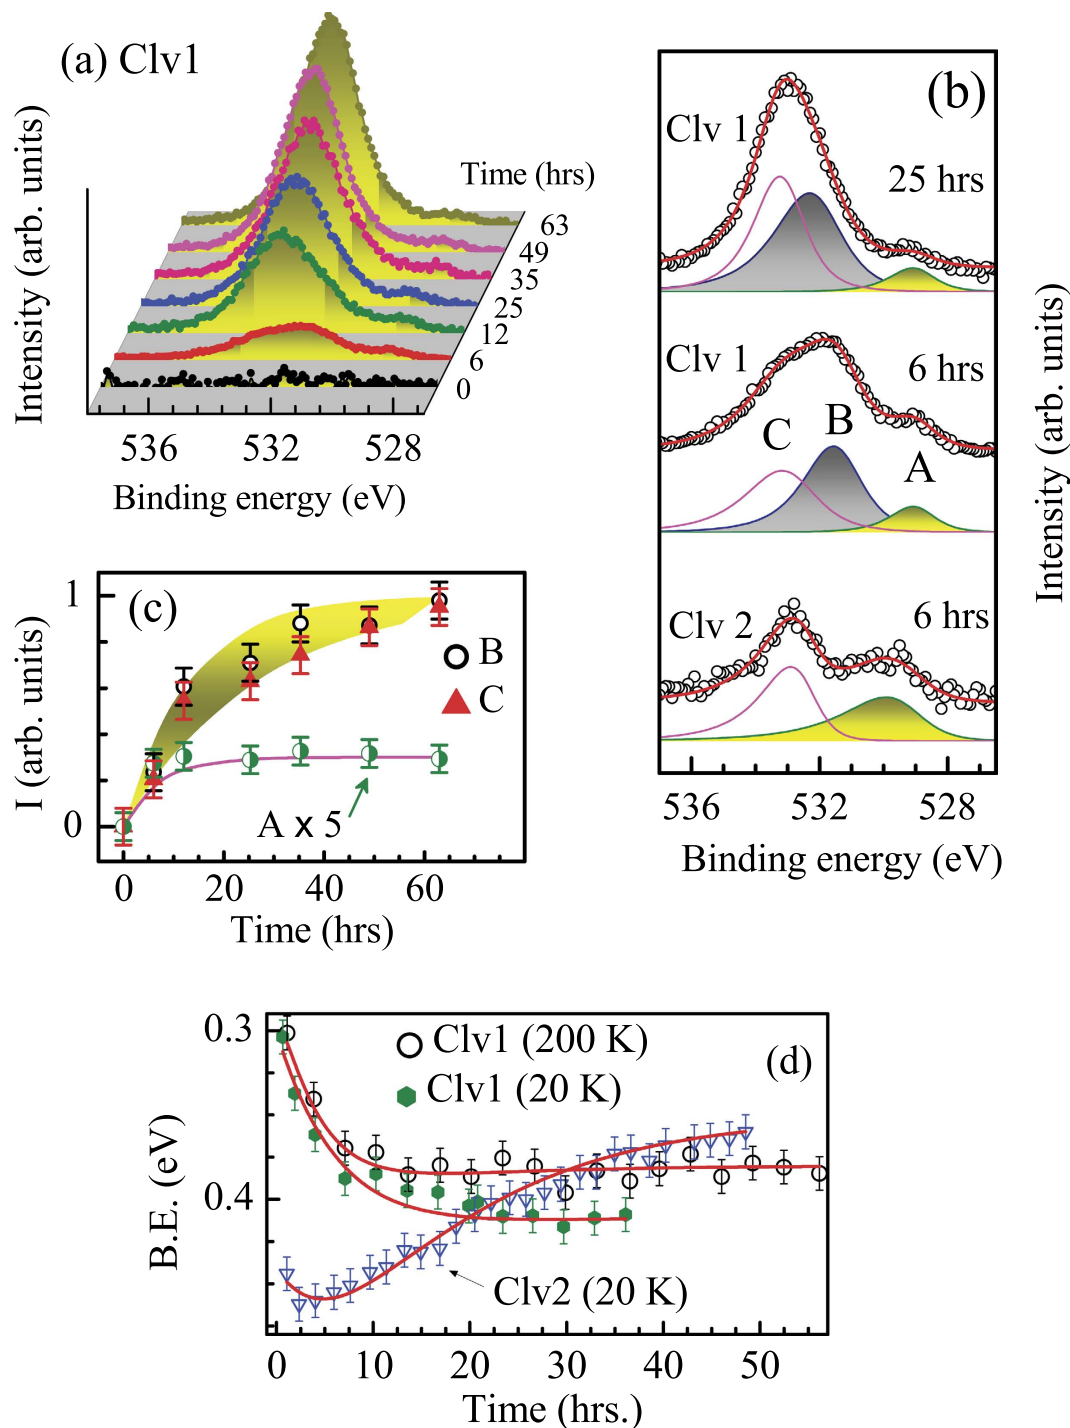 (a) Clv1
Intensity (arb. units)
Time (hrs)
63
49
35
25
12
6
0
536 532 528
Binding energy (eV)
(b)
Clv 1
25 hrs
Clv 1
6 hrs
C B A
Clv 2
6 hrs
Intensity (arb. units)
536 532 528
Binding energy (eV)
(c)
1
0
I (arb. units)
B
C
A x 5
0 20 40 60
Time (hrs)
(d)
0.3
0.4
B.E. (eV)
Clv1 (200 K)
Clv1 (20 K)
Clv2 (20 K)
0 10 20 30 40 50
Time (hrs.)